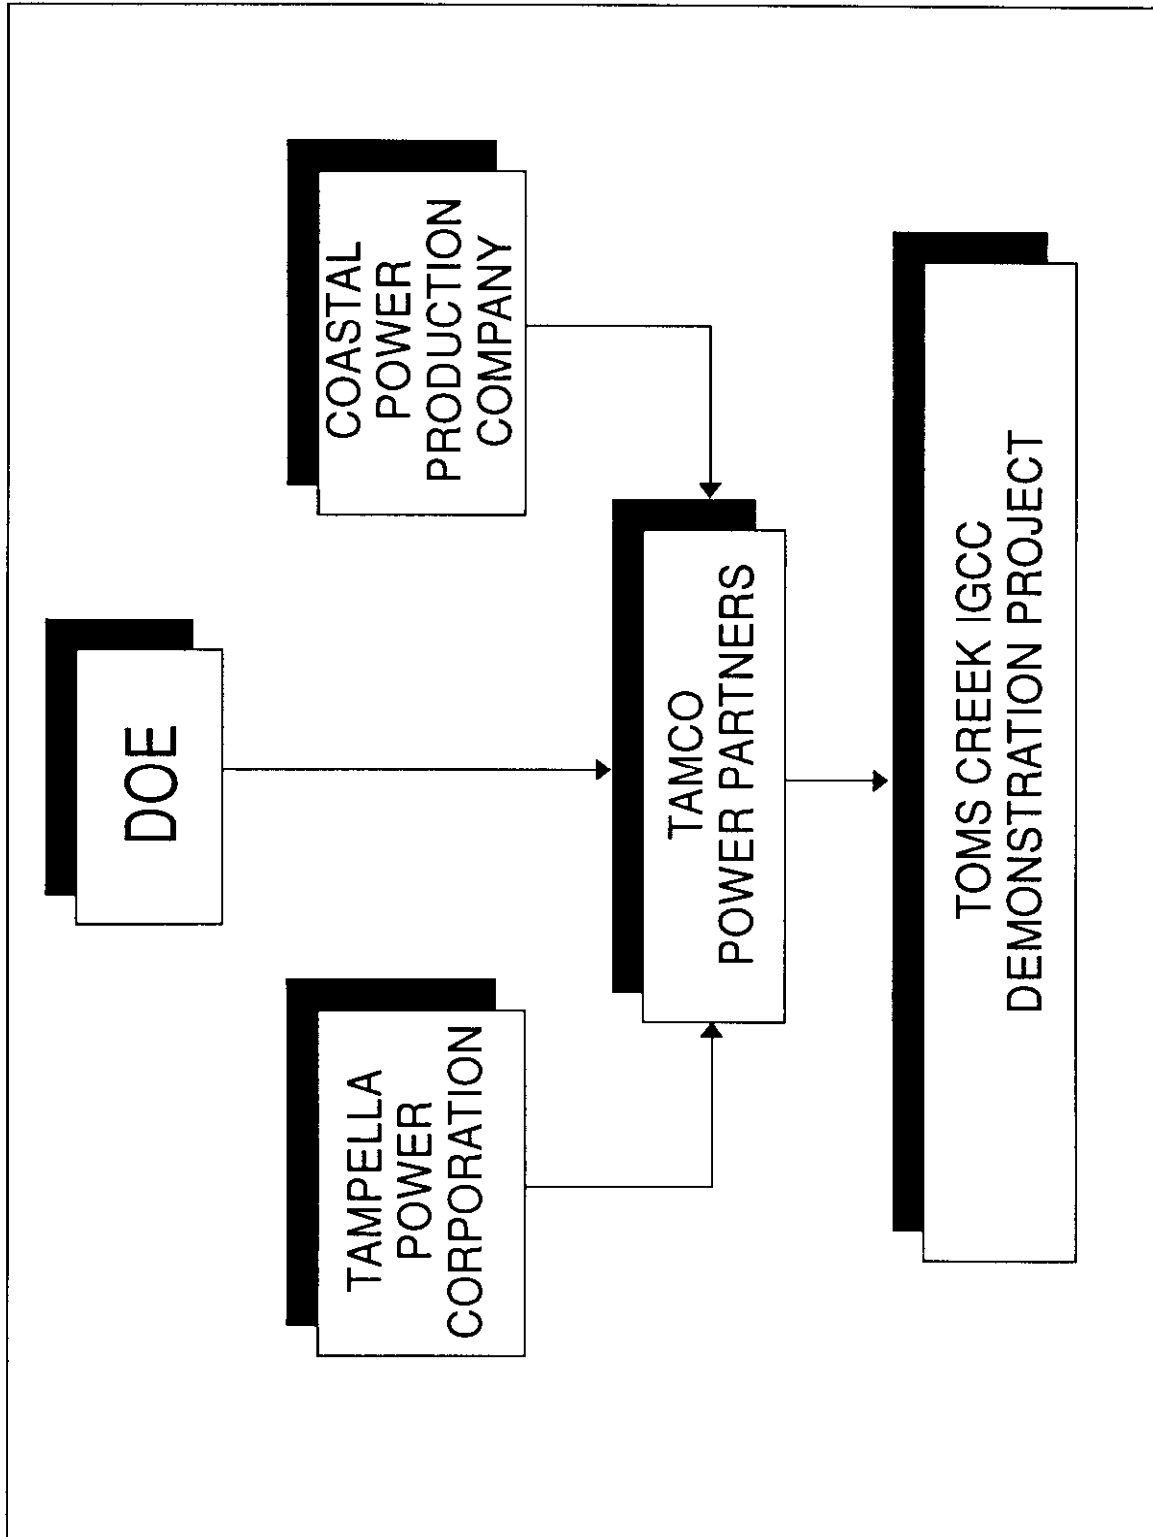 DOE
TAMPELLA
POWER
CORPORATION
COASTAL
POWER
PRODUCTION
COMPANY
TAMCO
POWER PARTNERS
TOMS CREEK IGCC
DEMONSTRATION PROJECT